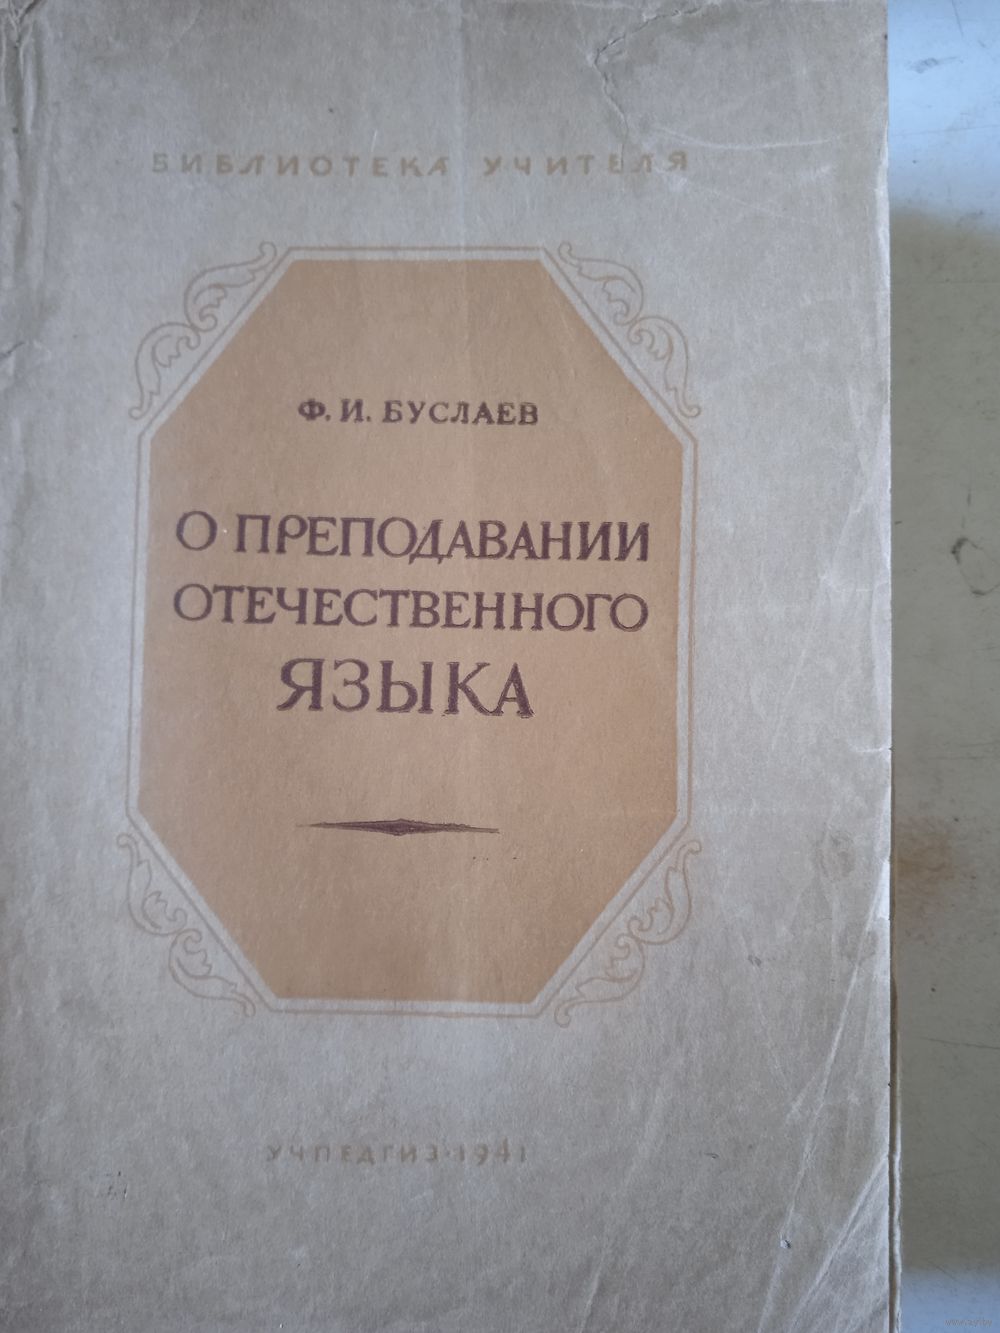 БИБЛИОТЕКА УЧИТЕЛЯ
Ф. И. БУСЛАЕВ
О ПРЕПОДАВАНИИ
ОТЕЧЕСТВЕННОГО
ЯЗЫКА
УЧПЕДГИЗ·1941